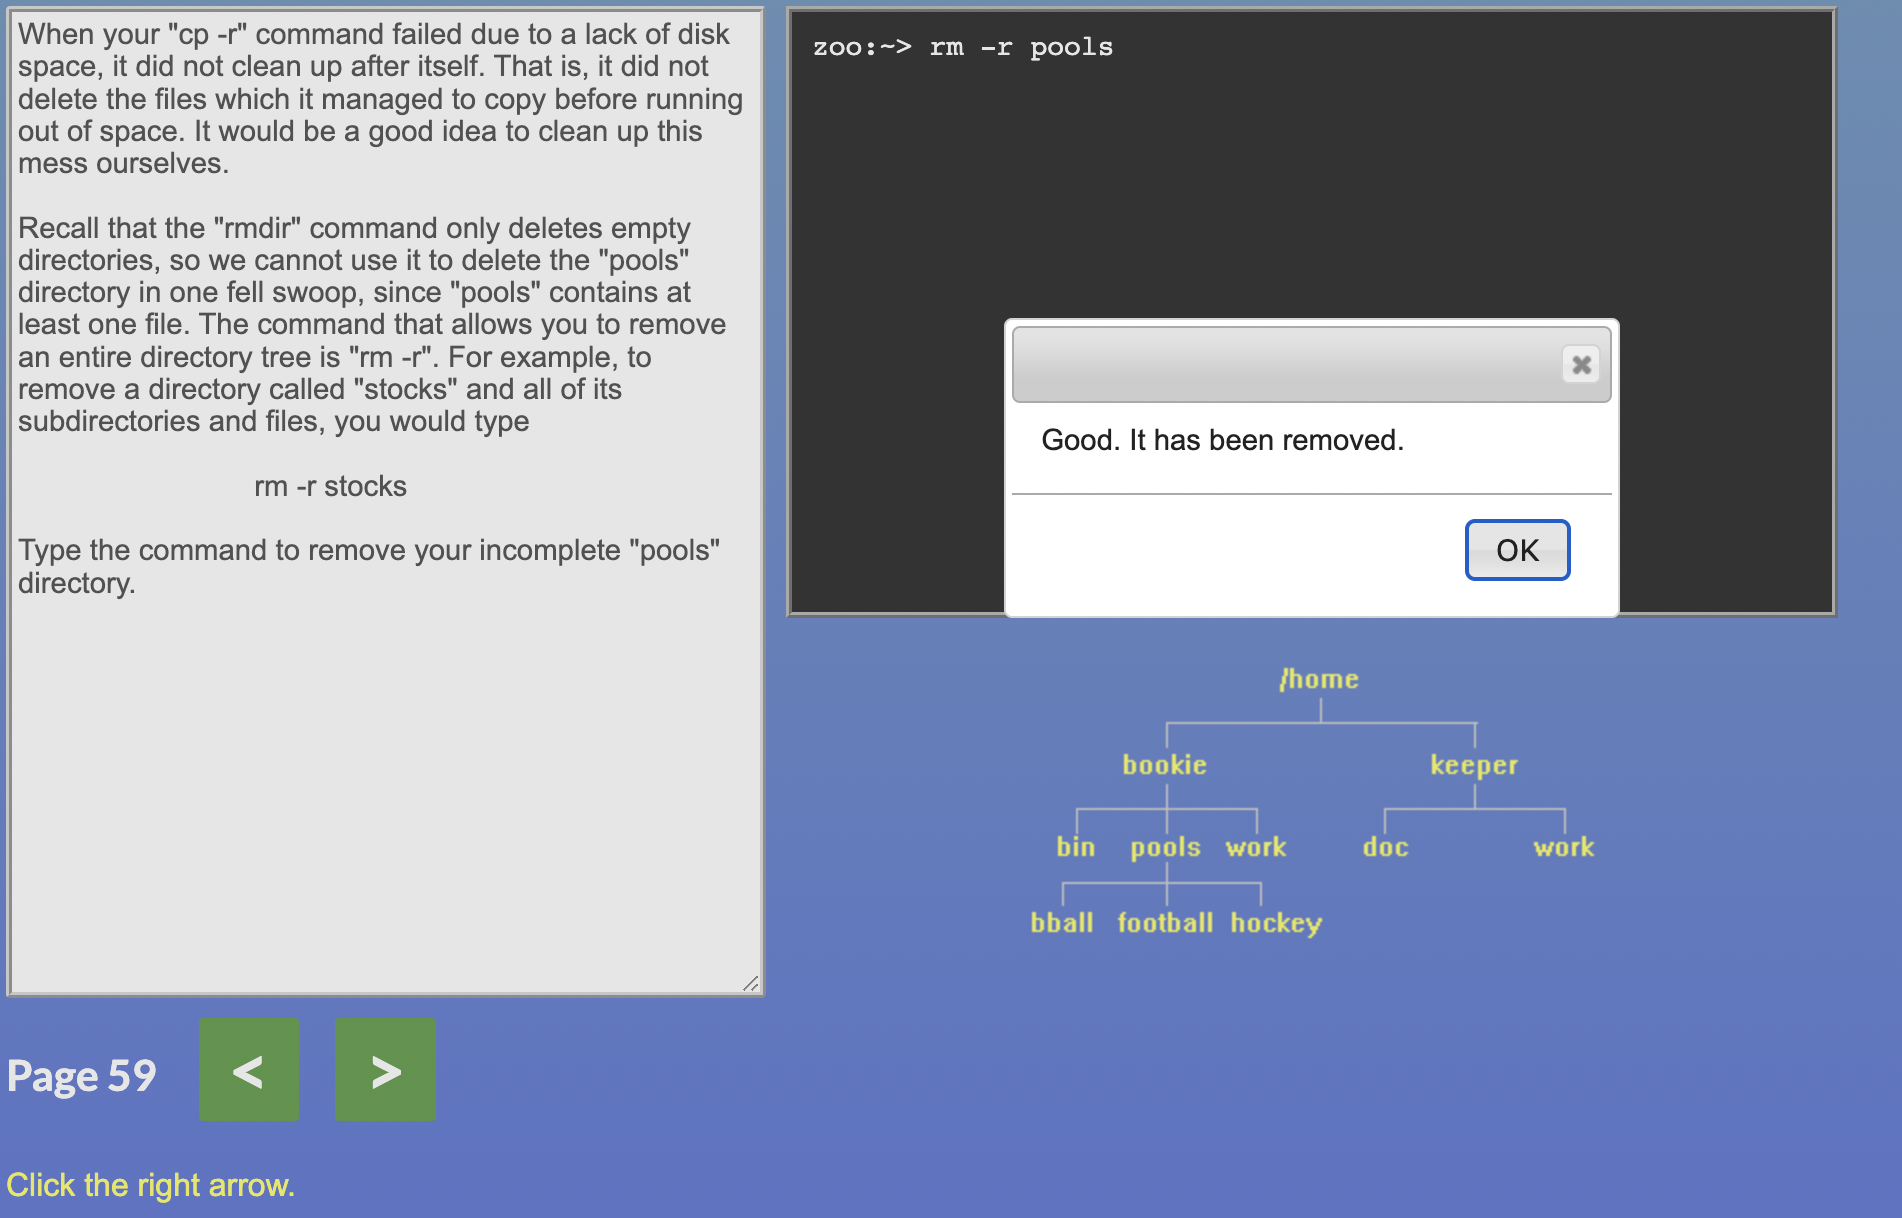 When your "cp -r" command failed due to a lack of disk
space, it did not clean up after itself. That is, it did not
delete the files which it managed to copy before running
out of space. It would be a good idea to clean up this
mess ourselves.
Recall that the "rmdir" command only deletes empty
directories, so we cannot use it to delete the "pools"
directory in one fell swoop, since "pools" contains at
least one file. The command that allows you to remove
an entire directory tree is "rm -r". For example, to
remove a directory called "stocks" and all of its
subdirectories and files, you would type
rm -r stocks
Type the command to remove your incomplete "pools"
directory.
zoo:~> rm -r pools
Good. It has been removed.
OK
/home
bookie keeper
bin pools work doc work
bball football hockey
Page 59 < >
Click the right arrow.